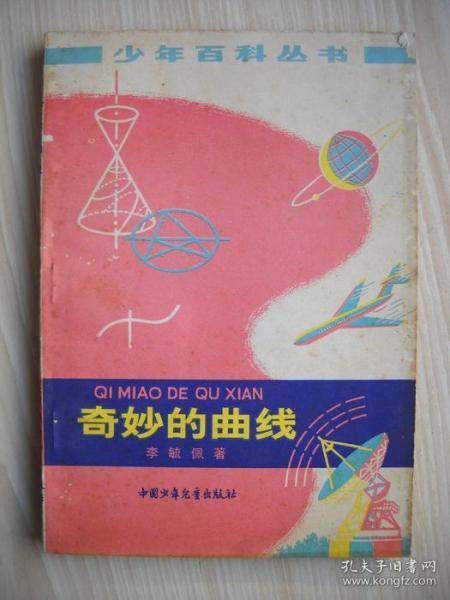 少年百科丛书
QI MIAO DE QU XIAN
奇妙的曲线
李毓佩著
中国少年儿童出版社
孔夫子旧书网
www.kongfz.com